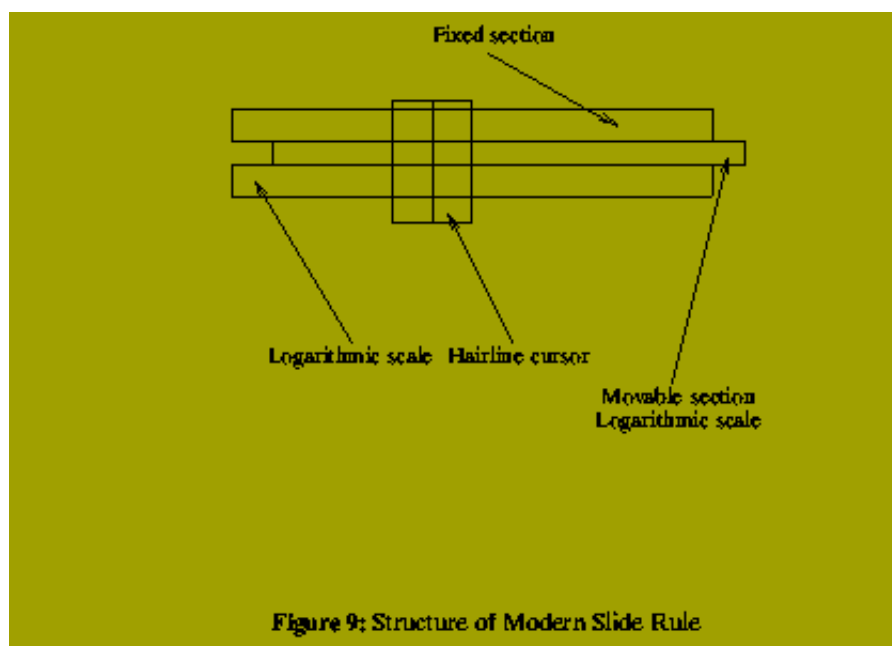 Fixed section
Logarithmic scale
Hairline cursor
Movable section
Logarithmic scale
Figure 9: Structure of Modern Slide Rule